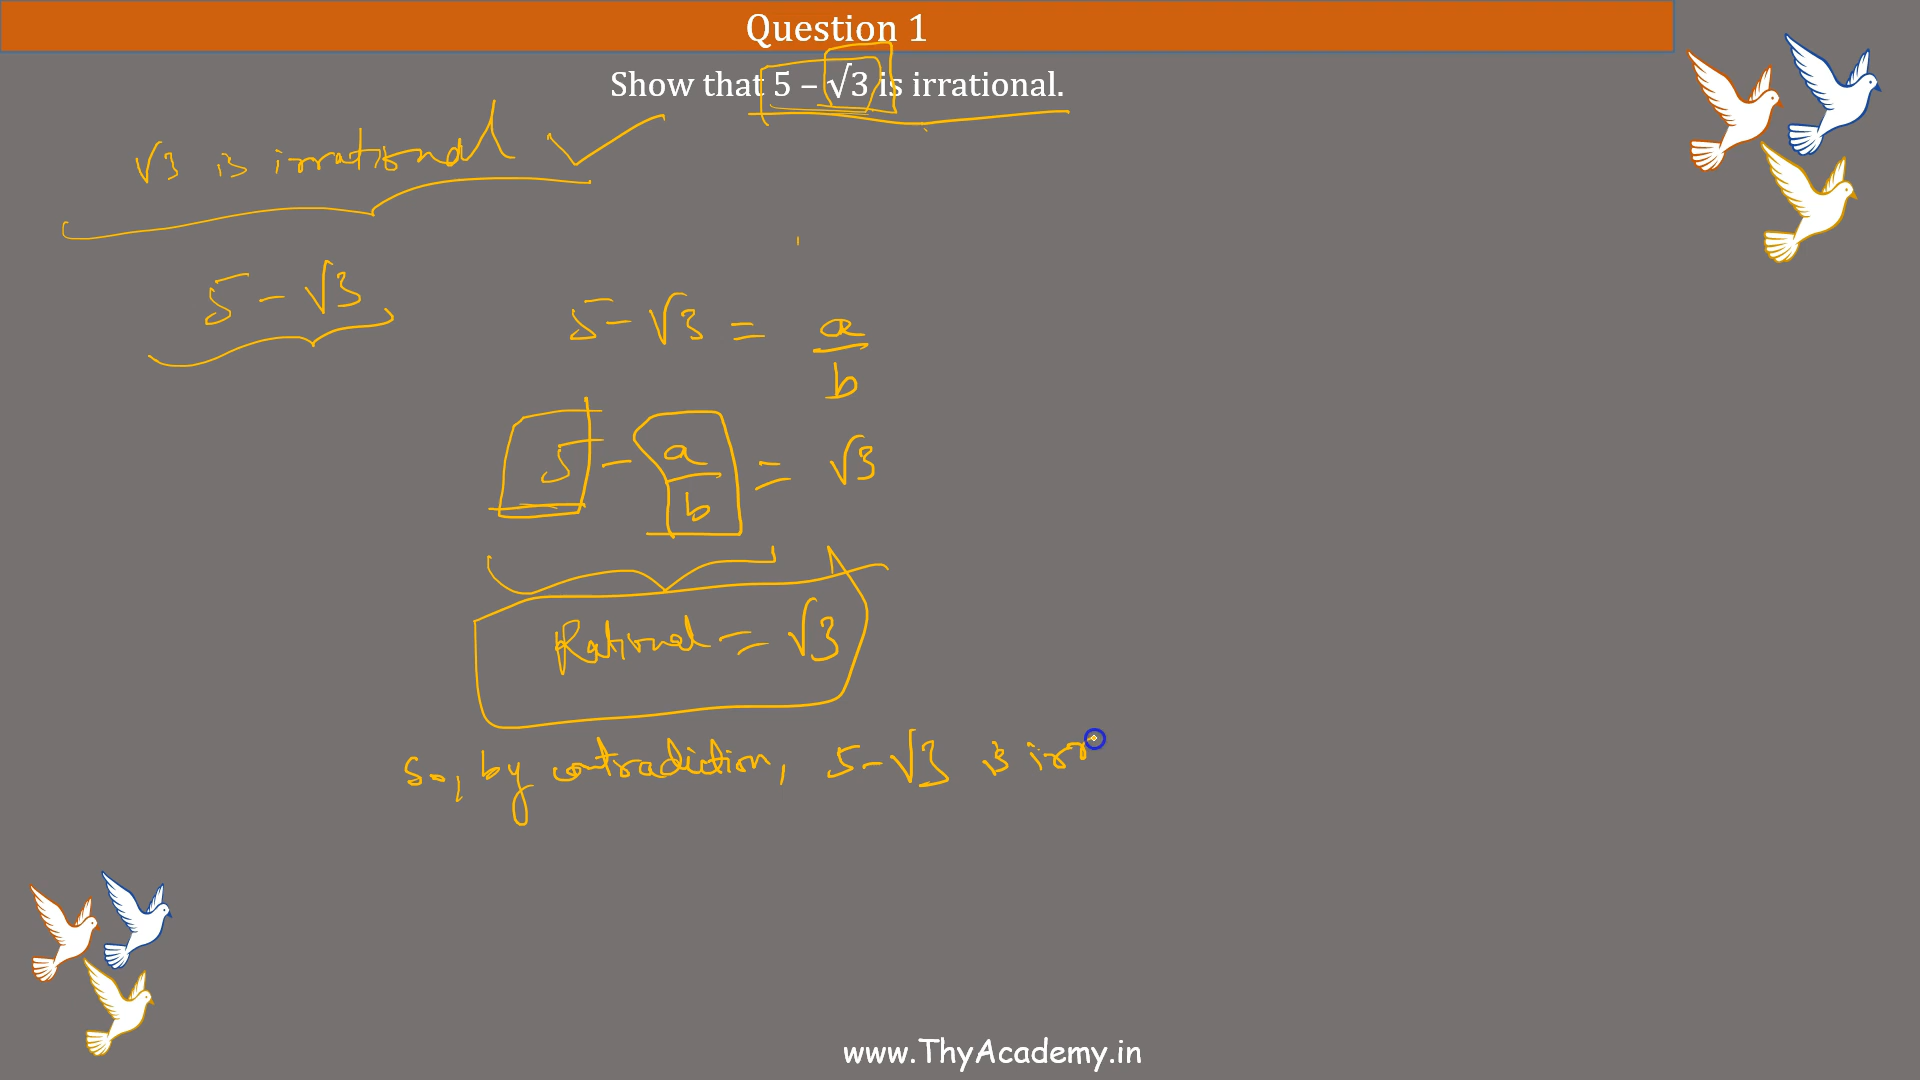 Question 1
Show that 5 – √3 is irrational.
√3 is irrational
5 - √3
5 - √3 = a/b
5 - a/b = √3
Rational = √3
So, by contradiction, 5 - √3 is irr
www.ThyAcademy.in